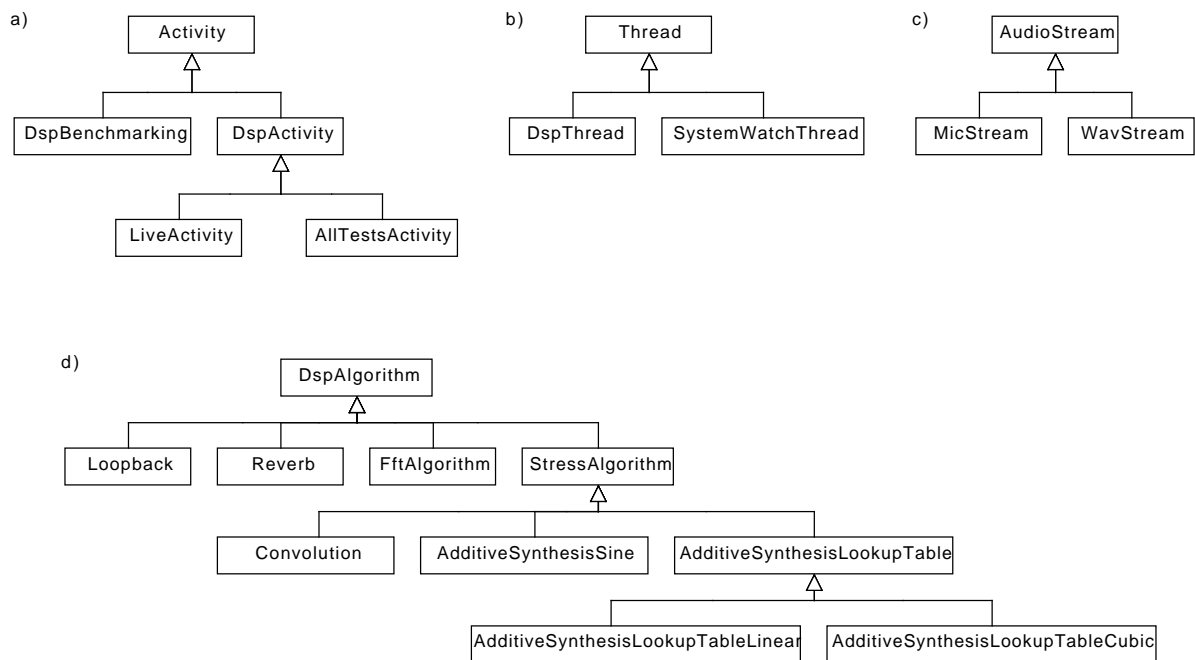 a)
Activity
DspBenchmarking
DspActivity
LiveActivity
AllTestsActivity
b)
Thread
DspThread
SystemWatchThread
c)
AudioStream
MicStream
WavStream
d)
DspAlgorithm
Loopback
Reverb
FftAlgorithm
StressAlgorithm
Convolution
AdditiveSynthesisSine
AdditiveSynthesisLookupTable
AdditiveSynthesisLookupTableLinear
AdditiveSynthesisLookupTableCubic